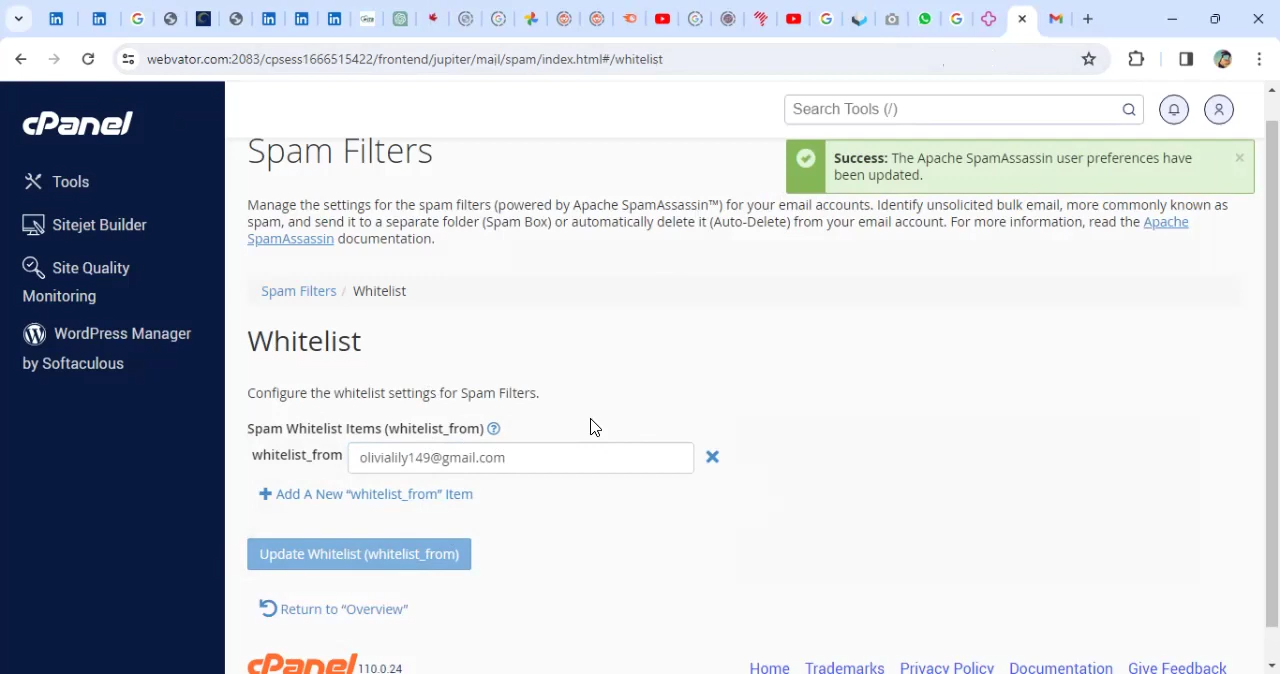 webvator.com:2083/cpsess1666515422/frontend/jupiter/mail/spam/index.html#/whitelist
cPanel
Search Tools (/)
Tools
Sitejet Builder
Site Quality
Monitoring
WordPress Manager
by Softaculous
Spam Filters
Success: The Apache SpamAssassin user preferences have
been updated.
Manage the settings for the spam filters (powered by Apache SpamAssassin™) for your email accounts. Identify unsolicited bulk email, more commonly known as
spam, and send it to a separate folder (Spam Box) or automatically delete it (Auto-Delete) from your email account. For more information, read the Apache
SpamAssassin documentation.
Spam Filters / Whitelist
Whitelist
Configure the whitelist settings for Spam Filters.
Spam Whitelist Items (whitelist_from)
whitelist_from olivialily149@gmail.com
Add A New “whitelist_from” Item
Update Whitelist (whitelist_from)
Return to “Overview”
cPanel 110.0.24 Home Trademarks Privacy Policy Documentation Give Feedback